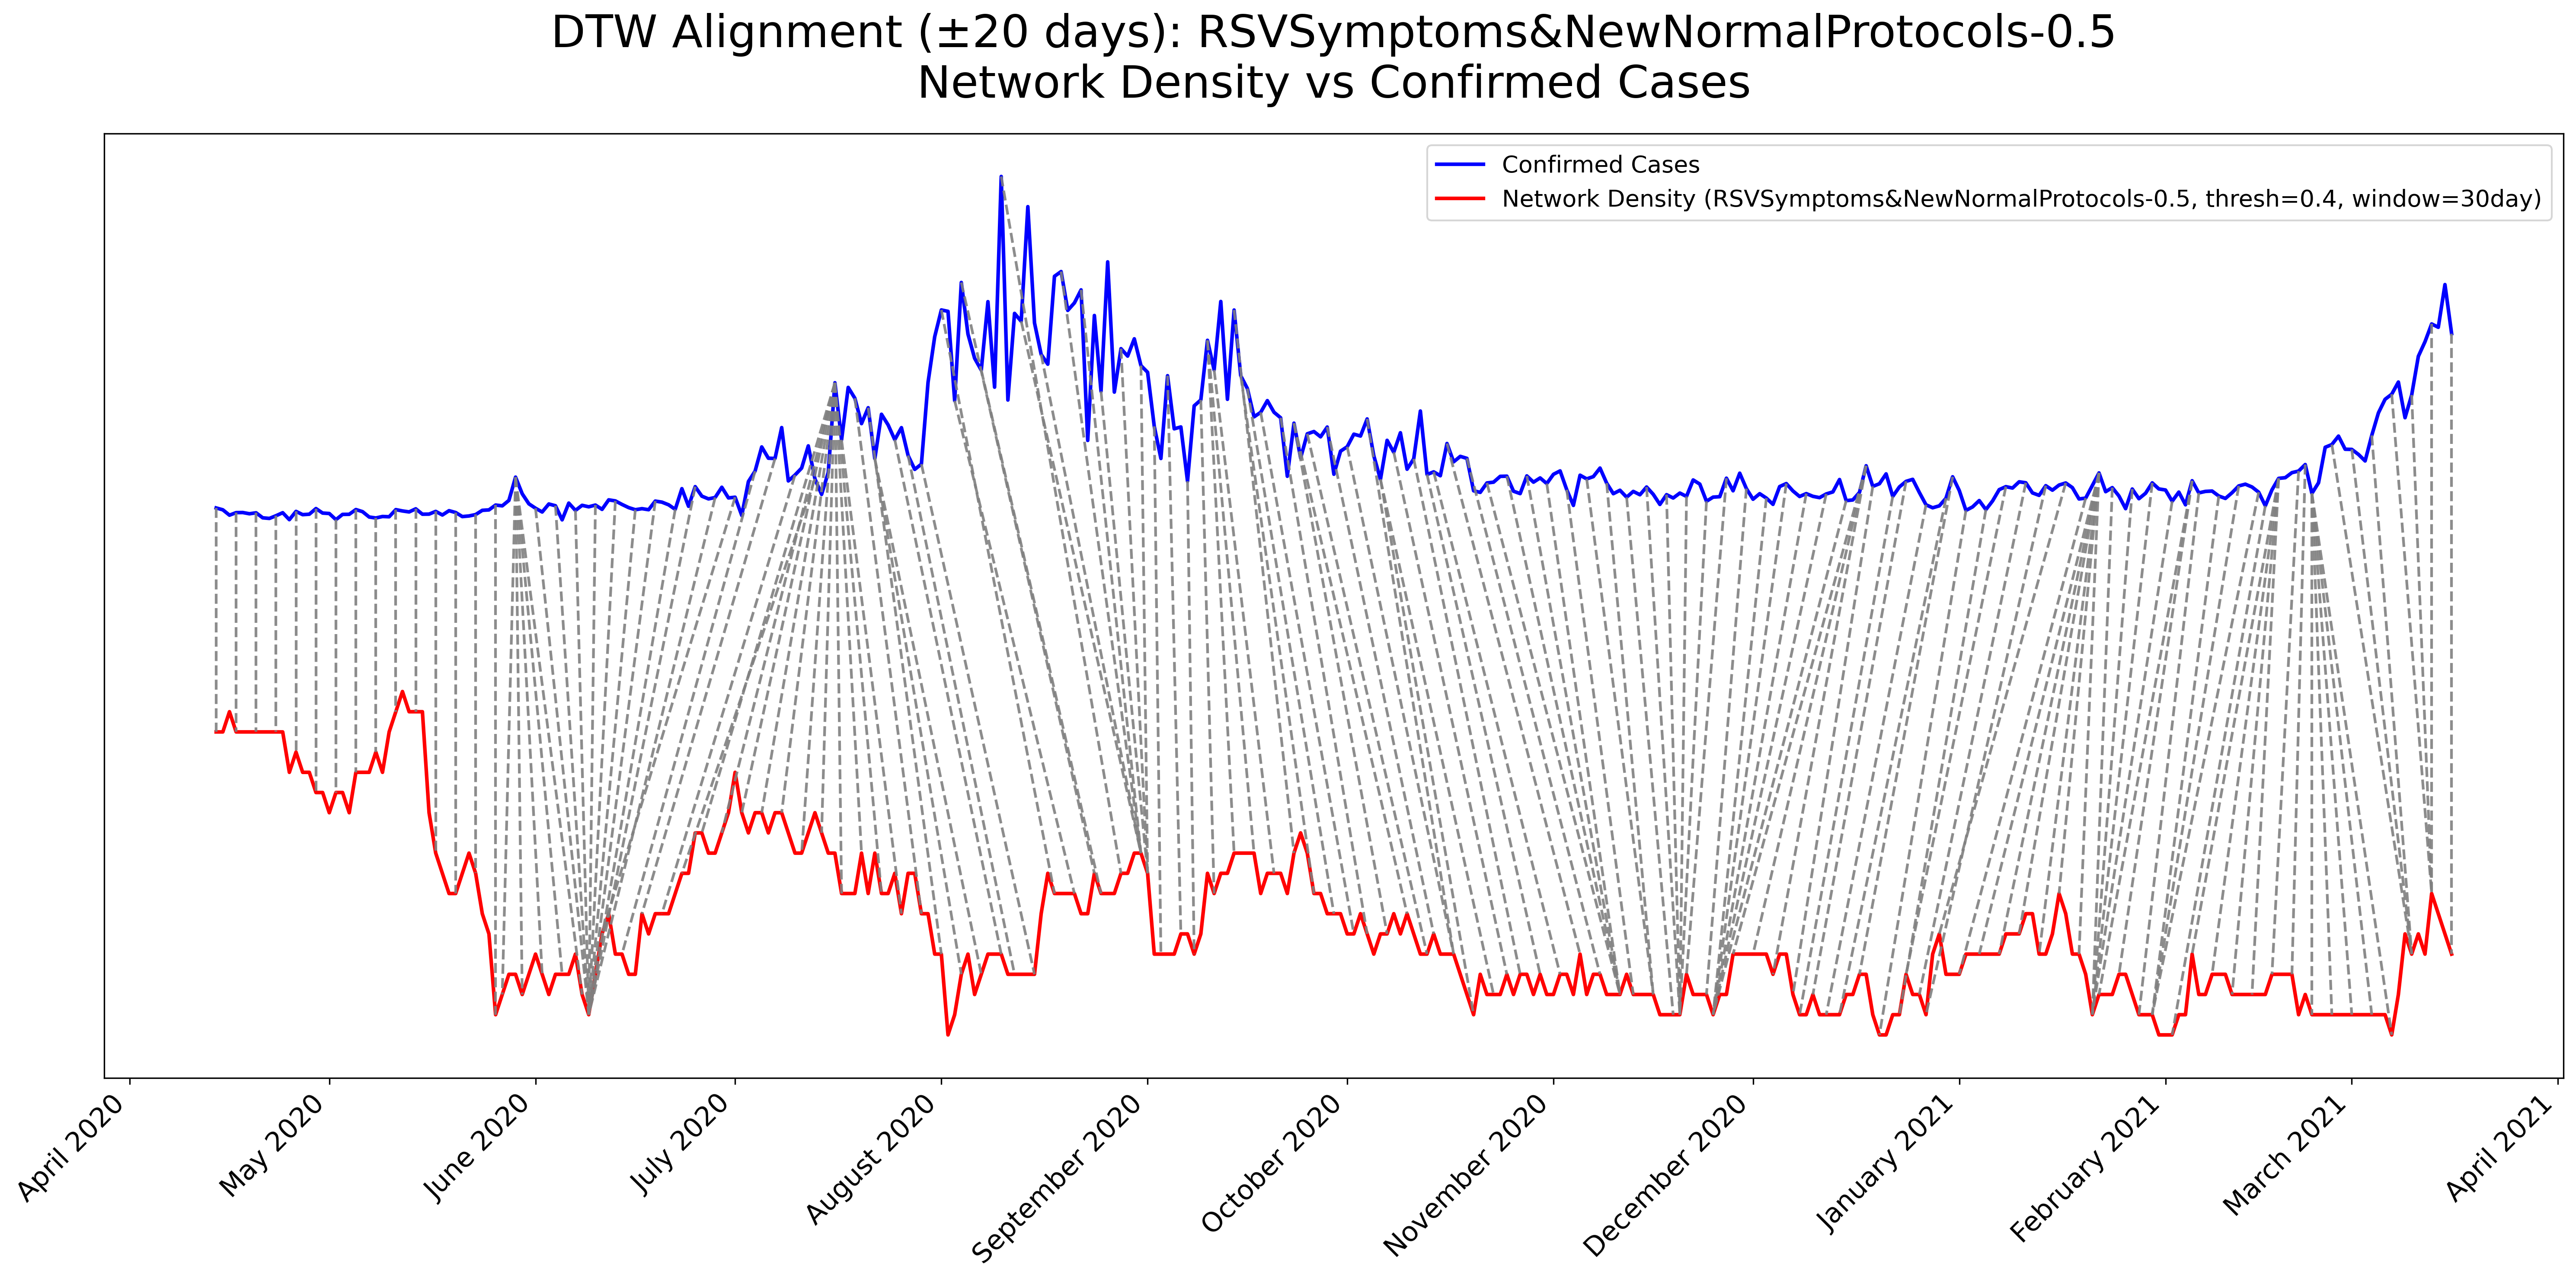 DTW Alignment (±20 days): RSVSymptoms&NewNormalProtocols-0.5
Network Density vs Confirmed Cases
Confirmed Cases
Network Density (RSVSymptoms&NewNormalProtocols-0.5, thresh=0.4, window=30day)
April 2020
May 2020
June 2020
July 2020
August 2020
September 2020
October 2020
November 2020
December 2020
January 2021
February 2021
March 2021
April 2021